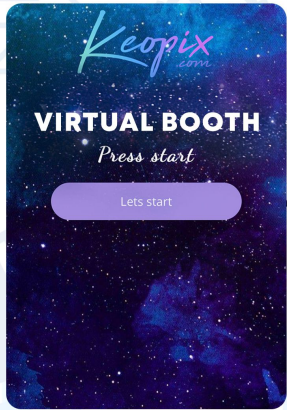 Keopix
.com
VIRTUAL BOOTH
Press start
Lets start